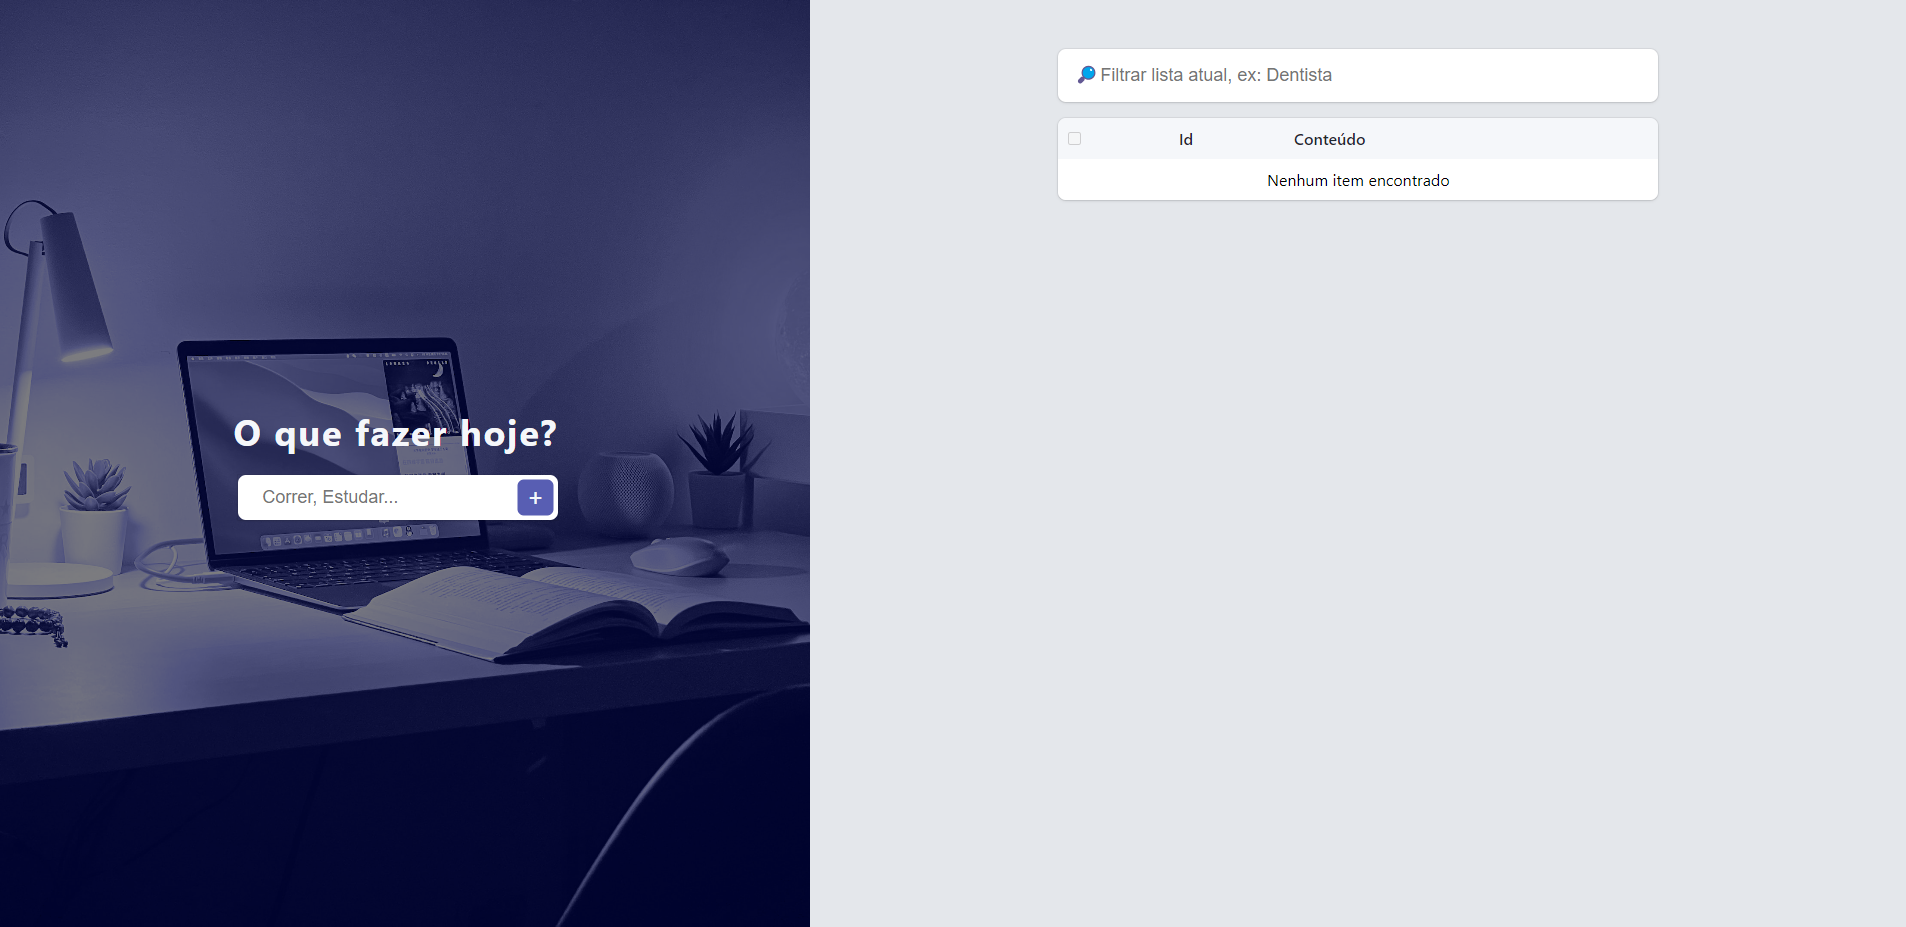 O que fazer hoje?
Correr, Estudar...
+
🔎 Filtrar lista atual, ex: Dentista
Id Conteúdo
Nenhum item encontrado